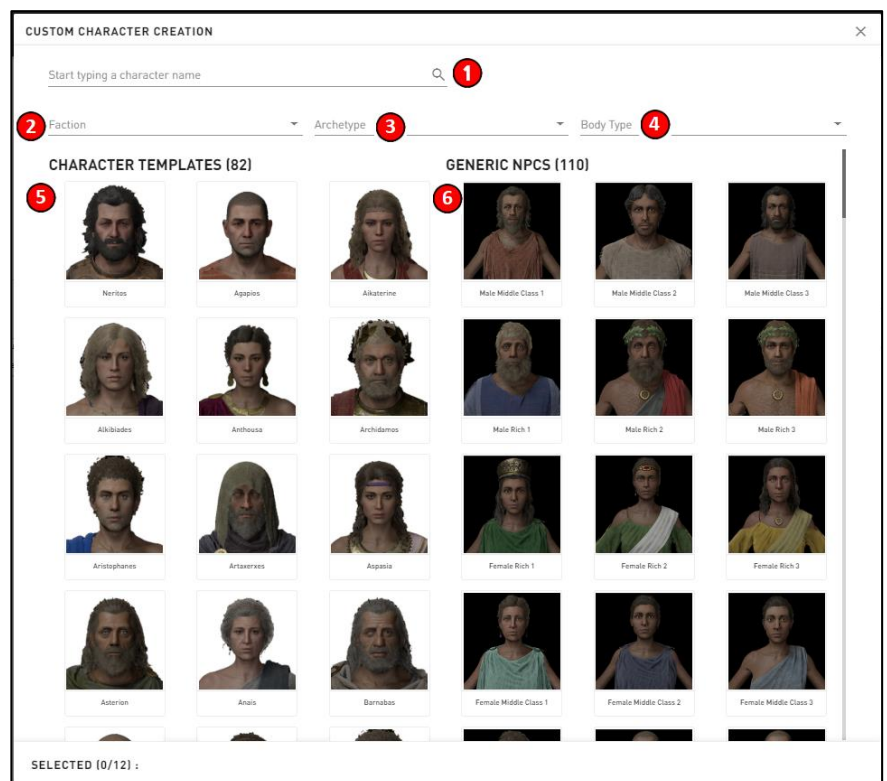 CUSTOM CHARACTER CREATION
Start typing a character name 1
2 Faction Archetype 3 Body Type 4
CHARACTER TEMPLATES (82) GENERIC NPCS (110)
5 6
Neritos Agapios Aikaterine Male Middle Class 1 Male Middle Class 2 Male Middle Class 3
Alkibiades Anthousa Archidamos Male Rich 1 Male Rich 2 Male Rich 3
Aristophanes Artaxerxes Aspasia Female Rich 1 Female Rich 2 Female Rich 3
Asterion Anais Barnabas Female Middle Class 1 Female Middle Class 2 Female Middle Class 3
SELECTED (0/12) :